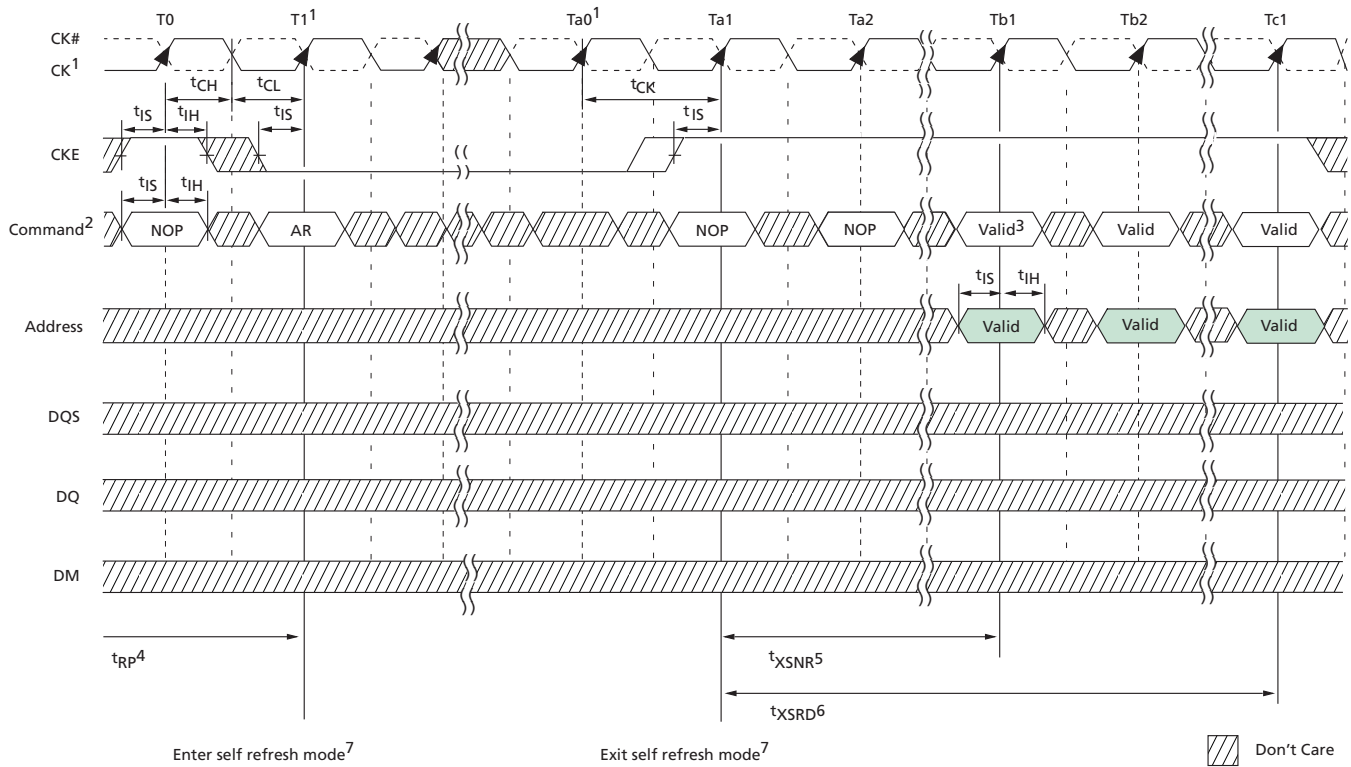 T0 T1¹ Ta0¹ Ta1 Ta2 Tb1 Tb2 Tc1
CK#
CK¹
tCH tCL tCK
tIS tIH tIS tIS
CKE
tIS tIH
Command² NOP AR NOP NOP Valid³ Valid Valid
tIS tIH
Address Valid Valid Valid
DQS
DQ
DM
tRP⁴ tXSNR⁵
tXSRD⁶
Enter self refresh mode⁷ Exit self refresh mode⁷ Don't Care